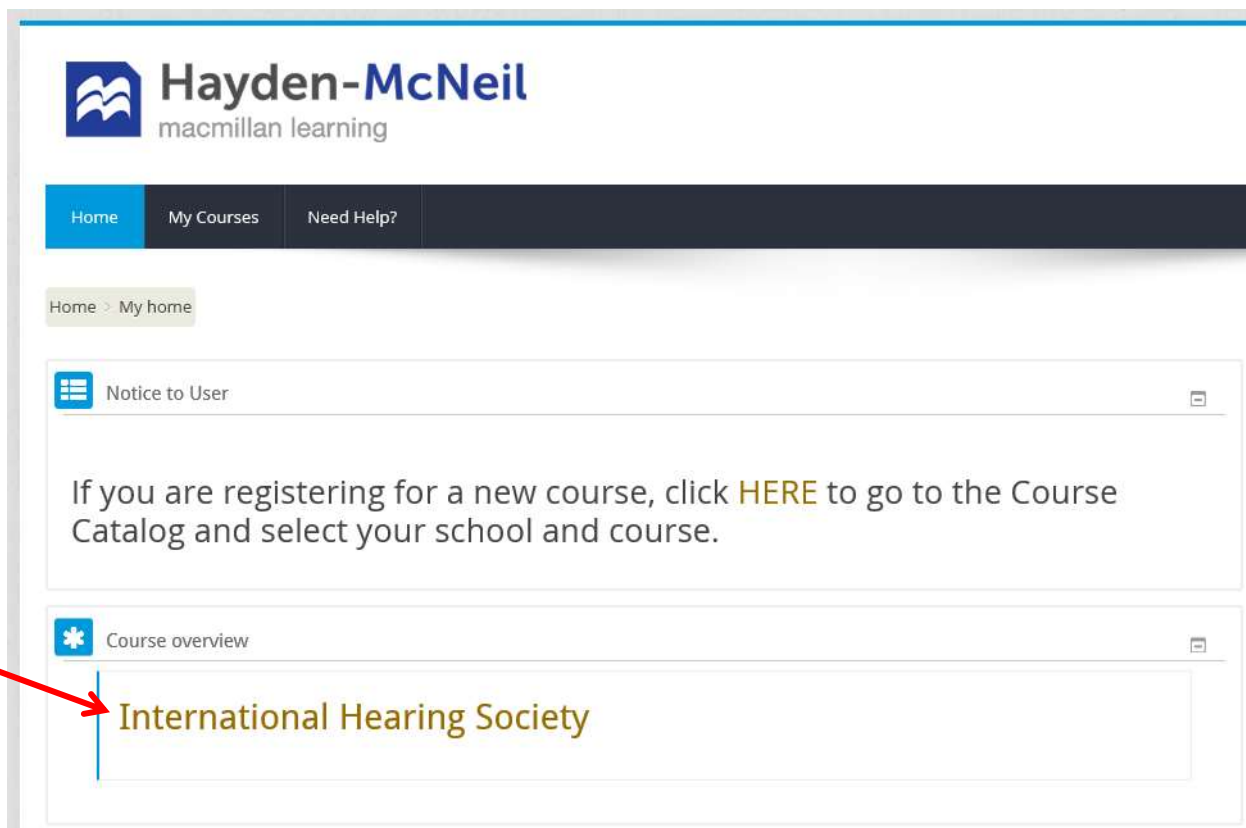 Hayden-McNeil
macmillan learning
Home My Courses Need Help?
Home > My home
Notice to User
If you are registering for a new course, click HERE to go to the Course
Catalog and select your school and course.
Course overview
International Hearing Society